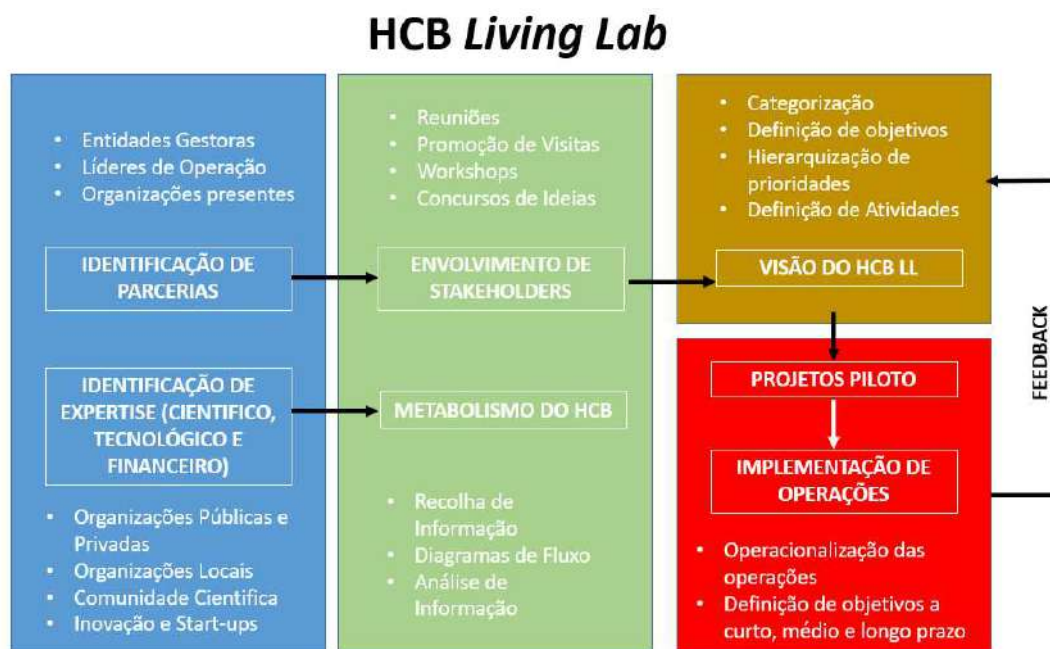 HCB Living Lab
• Entidades Gestoras
• Líderes de Operação
• Organizações presentes
IDENTIFICAÇÃO DE
PARCERIAS
IDENTIFICAÇÃO DE
EXPERTISE (CIENTIFICO,
TECNOLÓGICO E
FINANCEIRO)
• Organizações Públicas e
Privadas
• Organizações Locais
• Comunidade Cientifica
• Inovação e Start-ups
• Reuniões
• Promoção de Visitas
• Workshops
• Concursos de Ideias
ENVOLVIMENTO DE
STAKEHOLDERS
METABOLISMO DO HCB
• Recolha de
Informação
• Diagramas de Fluxo
• Análise de
Informação
• Categorização
• Definição de objetivos
• Hierarquização de
prioridades
• Definição de Atividades
VISÃO DO HCB LL
PROJETOS PILOTO
IMPLEMENTAÇÃO DE
OPERAÇÕES
• Operacionalização das
operações
• Definição de objetivos a
curto, médio e longo prazo
FEEDBACK